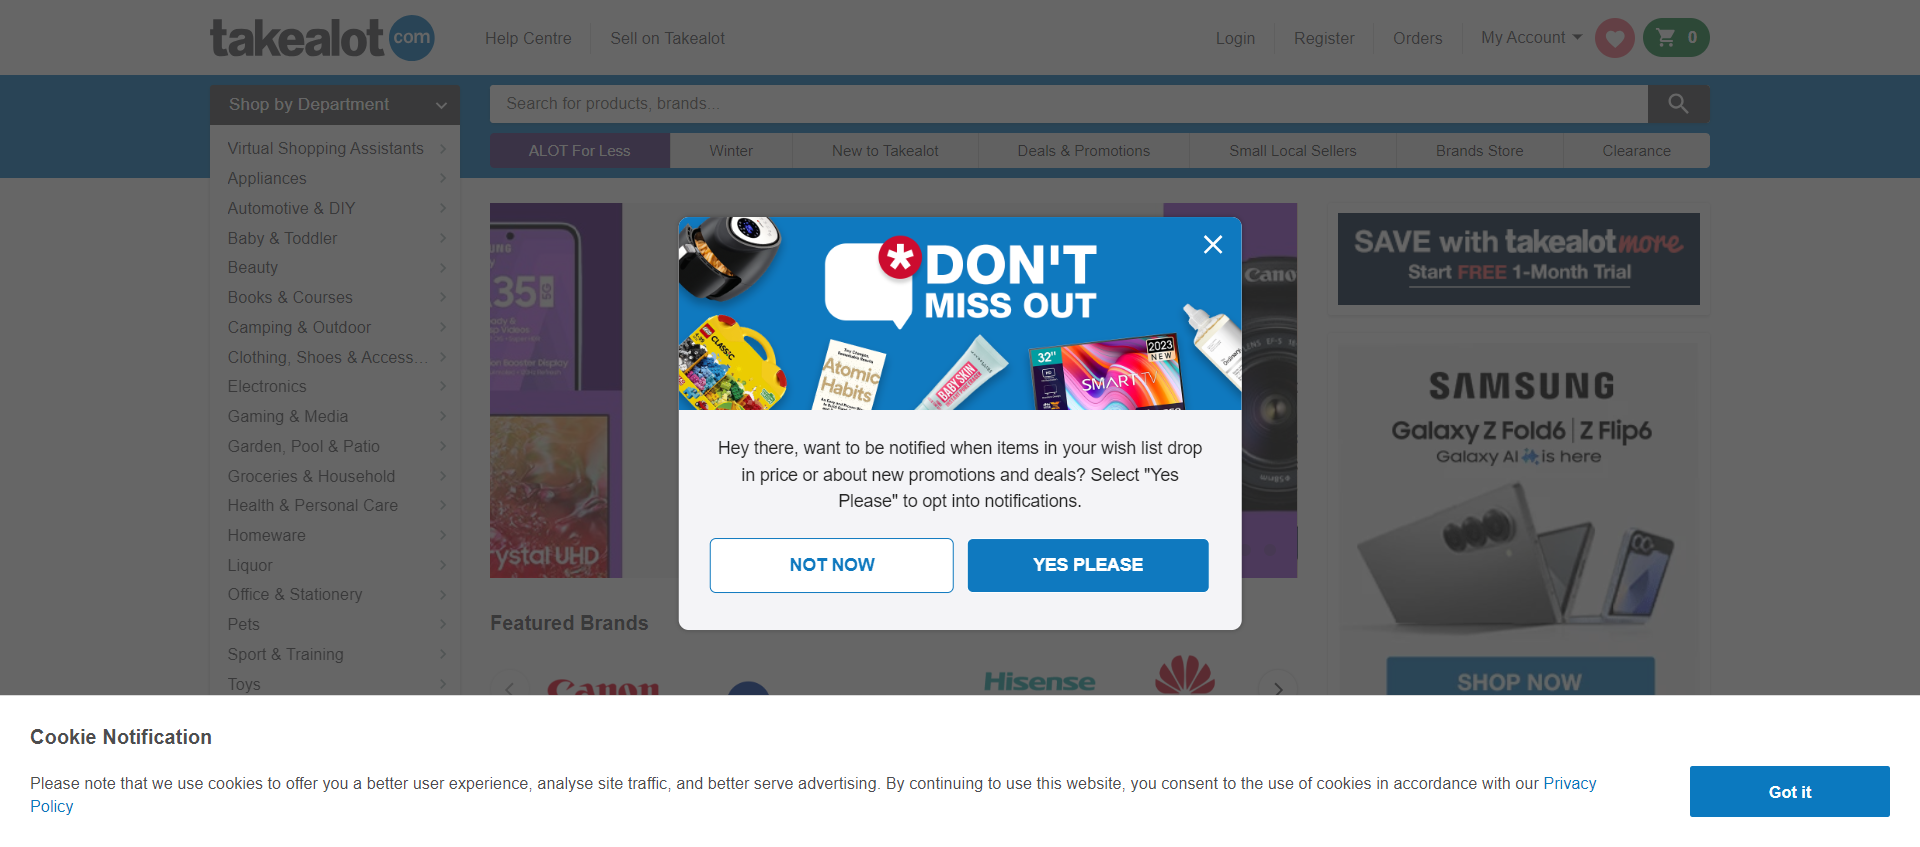 takealot com
Help Centre
Sell on Takealot
Login
Register
Orders
My Account
0
Shop by Department
Search for products, brands...
ALOT For Less
Winter
New to Takealot
Deals & Promotions
Small Local Sellers
Brands Store
Clearance
Virtual Shopping Assistants
Appliances
Automotive & DIY
Baby & Toddler
Beauty
Books & Courses
Camping & Outdoor
Clothing, Shoes & Access...
Electronics
Gaming & Media
Garden, Pool & Patio
Groceries & Household
Health & Personal Care
Homeware
Liquor
Office & Stationery
Pets
Sport & Training
Toys
35 5G
ystal UHD
Canon
SAVE with takealot more
Start FREE 1-Month Trial
SAMSUNG
Galaxy Z Fold6 | Z Flip6
Galaxy AI is here
SHOP NOW
DON'T
MISS OUT
LEGO
CLASSIC
Atomic
Habits
BABY SKIN
32"
2023
NEW
SMART TV
Hey there, want to be notified when items in your wish list drop
in price or about new promotions and deals? Select "Yes
Please" to opt into notifications.
NOT NOW
YES PLEASE
Featured Brands
Canon
Hisense
Cookie Notification
Please note that we use cookies to offer you a better user experience, analyse site traffic, and better serve advertising. By continuing to use this website, you consent to the use of cookies in accordance with our Privacy
Policy
Got it